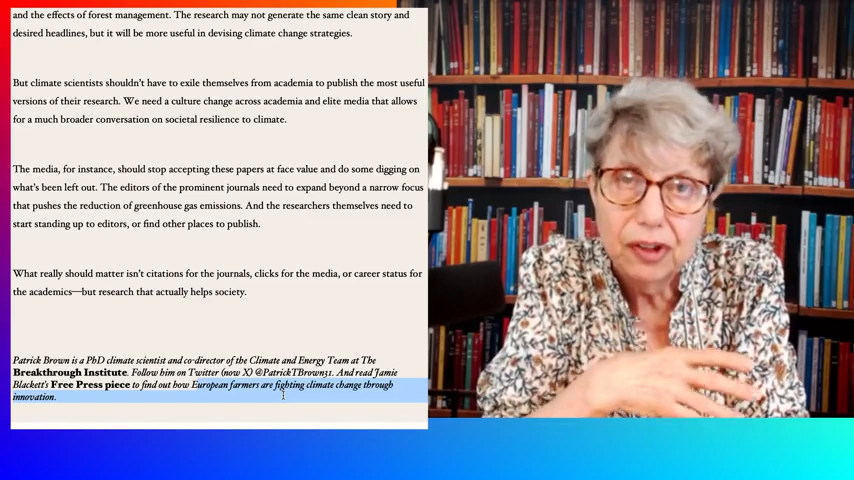 and the effects of forest management. The research may not generate the same clean story and
desired headlines, but it will be more useful in devising climate change strategies.
But climate scientists shouldn't have to exile themselves from academia to publish the most useful
versions of their research. We need a culture change across academia and elite media that allows
for a much broader conversation on societal resilience to climate.
The media, for instance, should stop accepting these papers at face value and do some digging on
what's been left out. The editors of the prominent journals need to expand beyond a narrow focus
that pushes the reduction of greenhouse gas emissions. And the researchers themselves need to
start standing up to editors, or find other places to publish.
What really should matter isn't citations for the journals, clicks for the media, or career status for
the academics—but research that actually helps society.
Patrick Brown is a PhD climate scientist and co-director of the Climate and Energy Team at The
Breakthrough Institute. Follow him on Twitter (now X) @PatrickTBrown31. And read Jamie
Blackett's Free Press piece to find out how European farmers are fighting climate change through
innovation.